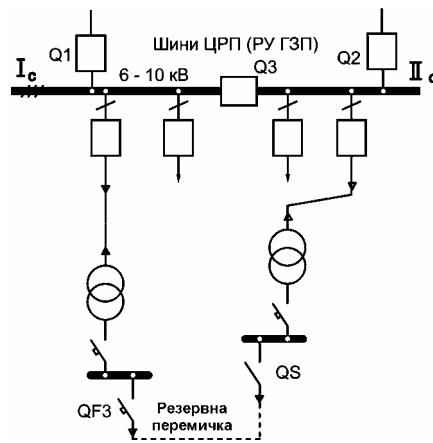 Q1
Шини ЦРП (РУ ГЗП)
Q2
Iс
6 - 10 кВ
Q3
IIс
QS
QF3
Резервна
перемичка